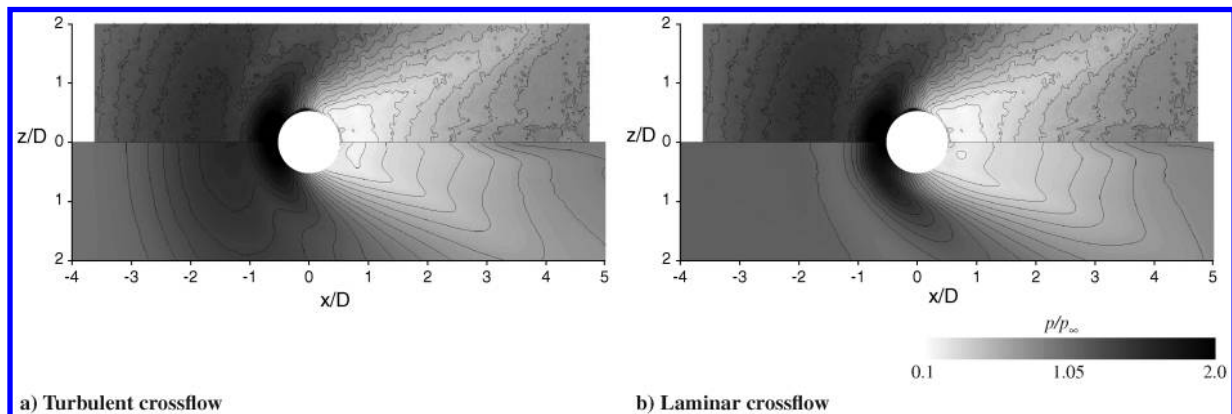 2
1
z/D 0
1
2
-4 -3 -2 -1 0 1 2 3 4 5
x/D
a) Turbulent crossflow
2
1
z/D 0
1
2
-4 -3 -2 -1 0 1 2 3 4 5
x/D
p/p∞
0.1 1.05 2.0
b) Laminar crossflow